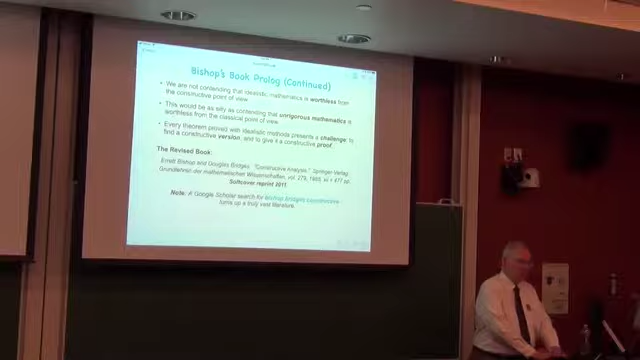 Bishop's Book Prolog (Continued)
• We are not contending that idealistic mathematics is worthless from
the constructive point of view.
• This would be as silly as contending that unrigorous mathematics is
worthless from the classical point of view.
• Every theorem proved with idealistic methods presents a challenge: to
find a constructive version, and to give it a constructive proof.
The Revised Book:
Errett Bishop and Douglas Bridges, "Constructive Analysis," Springer Verlag,
Grundlehren der mathematischen Wissenschaften, vol. 279, 1985, xii + 477 pp.
Softcover reprint 2011.
Note: A Google Scholar search for bishop bridges constructive
turns up a truly vast literature.